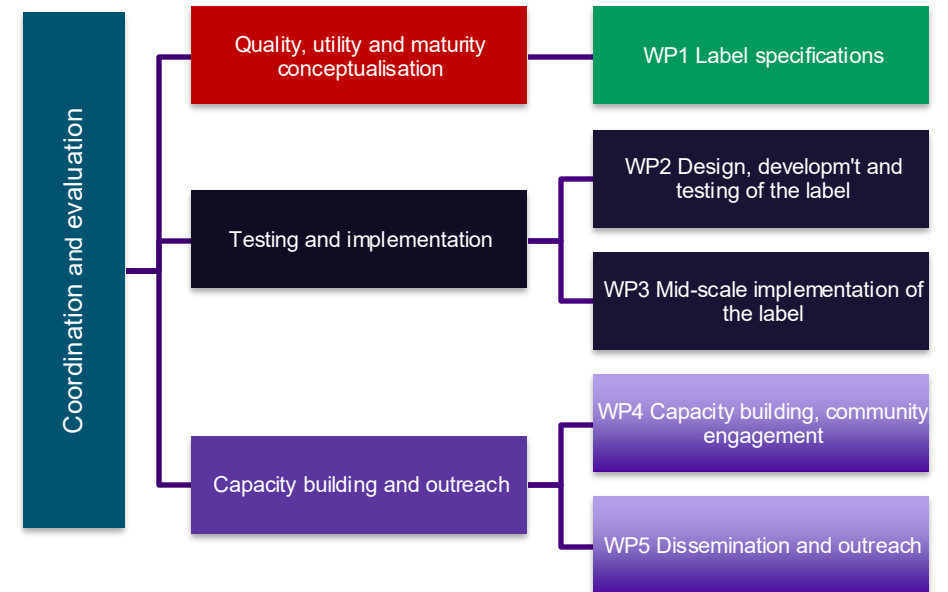 Coordination and evaluation
Quality, utility and maturity
conceptualisation
WP1 Label specifications
Testing and implementation
WP2 Design, developm't and
testing of the label
WP3 Mid-scale implementation of
the label
Capacity building and outreach
WP4 Capacity building, community
engagement
WP5 Dissemination and outreach